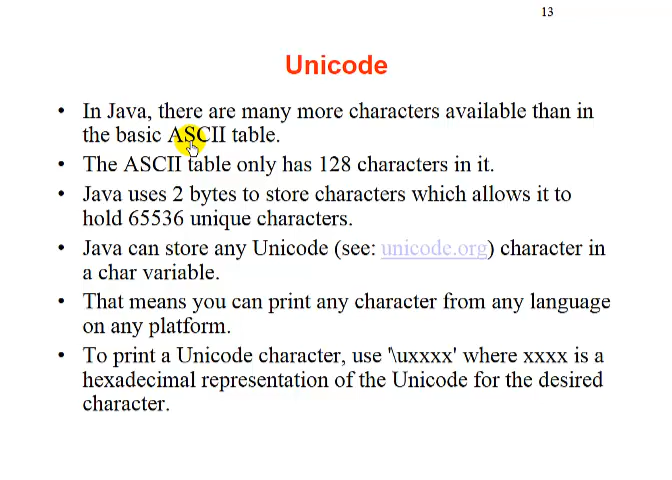 13
Unicode
• In Java, there are many more characters available than in
the basic ASCII table.
• The ASCII table only has 128 characters in it.
• Java uses 2 bytes to store characters which allows it to
hold 65536 unique characters.
• Java can store any Unicode (see: unicode.org) character in
a char variable.
• That means you can print any character from any language
on any platform.
• To print a Unicode character, use '\uxxxx' where xxxx is a
hexadecimal representation of the Unicode for the desired
character.